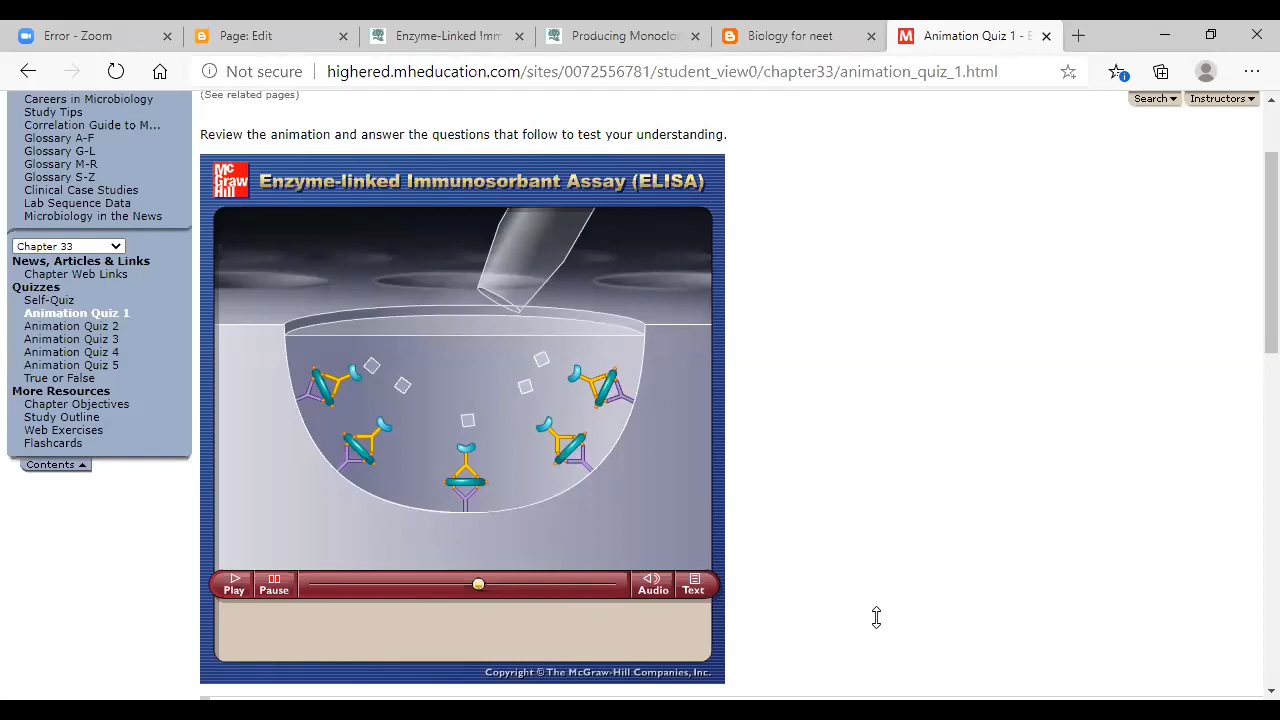 Error - Zoom
Page: Edit
Enzyme-Linked Imm
Producing Monoclon
Biology for neet
Animation Quiz 1 - E
Not secure
highered.mheducation.com/sites/0072556781/student_view0/chapter33/animation_quiz_1.html
Careers in Microbiology
Study Tips
Correlation Guide to M...
Glossary A-F
Glossary G-L
Glossary M-R
Glossary S-Z
Clinical Case Studies
Lab Sequence Data
Microbiology in the News
Chapter 33
rs, Articles & Links
Chapter Web Links
Quizzes
Self-Quiz
Animation Quiz 1
Animation Quiz 2
Animation Quiz 3
Animation Quiz 4
Animation Quiz 5
True or False
More Resources
Chapter Objectives
Study Outline
Web Exercises
Flashcards
Contents
(See related pages)
Search
Instructors
Review the animation and answer the questions that follow to test your understanding.
Mc
Graw
Hill
Enzyme-linked Immunosorbant Assay (ELISA)
Play
Pause
Audio
Text
Copyright © The McGraw-Hill Companies, Inc.